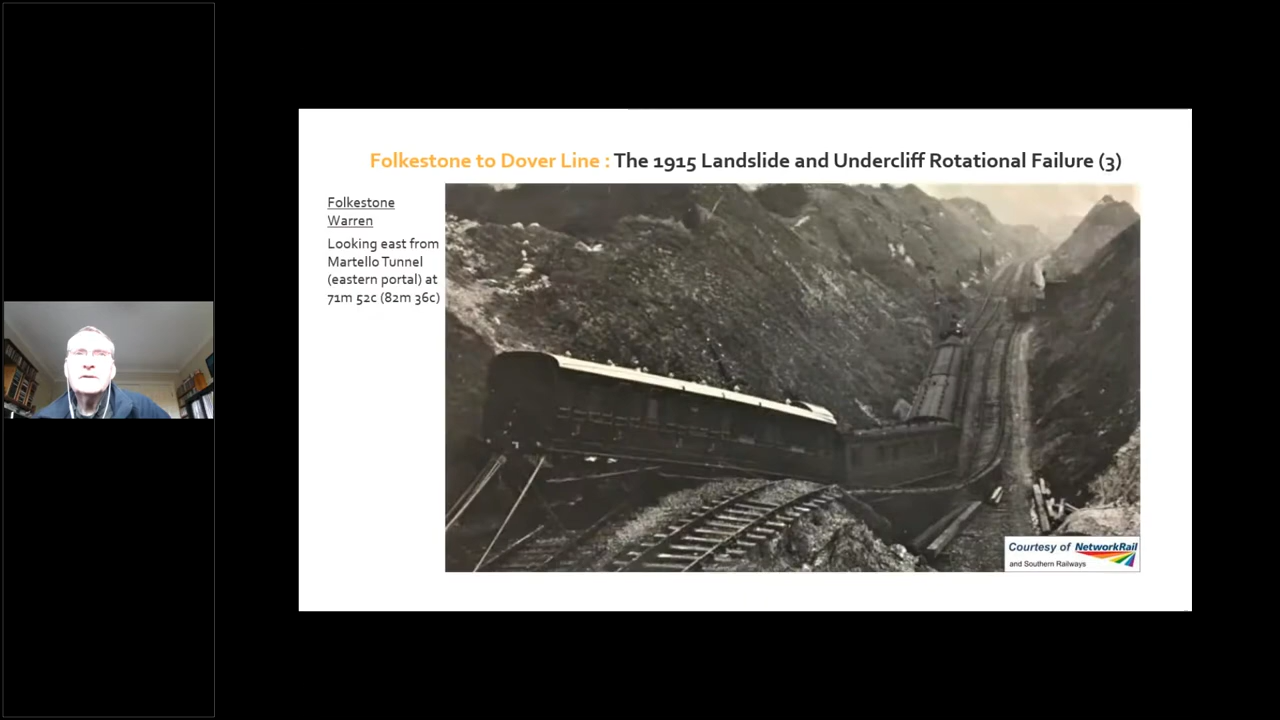 Folkestone to Dover Line : The 1915 Landslide and Undercliff Rotational Failure (3)
Folkestone
Warren
Looking east from
Martello Tunnel
(eastern portal) at
71m 52c (82m 36c)
Courtesy of NetworkRail
and Southern Railways